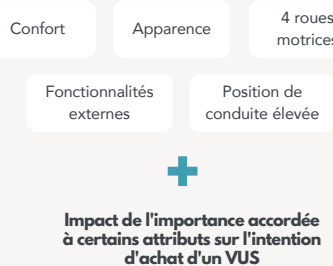 Confort
Apparence
4 roues
motrices
Fonctionnalités
externes
Position de
conduite élevée
+
Impact de l'importance accordée
à certains attributs sur l'intention
d'achat d'un VUS